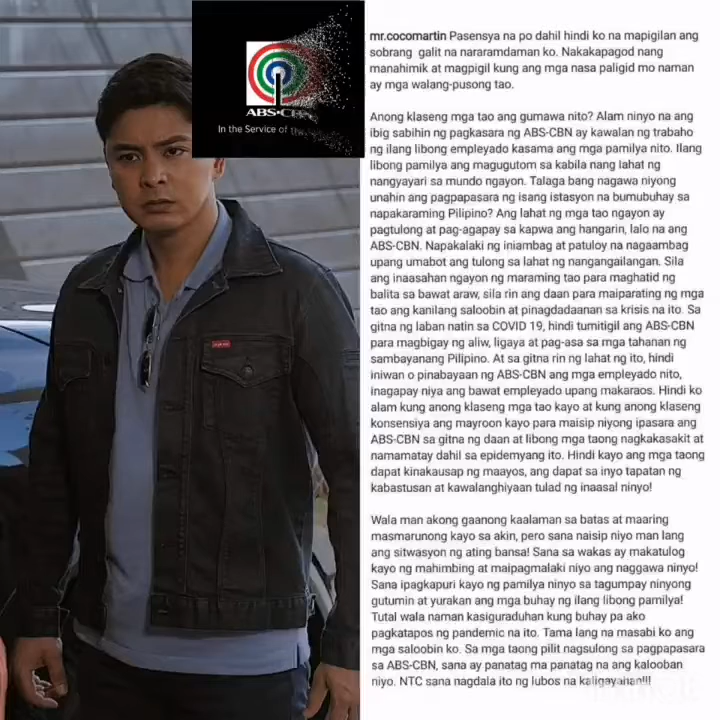 ABS-CB
In the Service of the
mr.cocomartin Pasensya na po dahil hindi ko na mapigilan ang
sobrang galit na nararamdaman ko. Nakakapagod nang
manahimik at magpigil kung ang mga nasa paligid mo naman
ay mga walang-pusong tao.
Anong klaseng mga tao ang gumawa nito? Alam ninyo na ang
ibig sabihin ng pagkasara ng ABS-CBN ay kawalan ng trabaho
ng ilang libong empleyado kasama ang mga pamilya nito. Ilang
libong pamilya ang magugutom sa kabila nang lahat ng
nangyayari sa mundo ngayon. Talaga bang nagawa niyong
unahin ang pagpapasara ng isang istasyon na bumubuhay sa
napakaraming Pilipino? Ang lahat ng mga tao ngayon ay
pagtulong at pag-agapay sa kapwa ang hangarin, lalo na ang
ABS-CBN. Napakalaki ng iniambag at patuloy na nagaambag
upang umabot ang tulong sa lahat ng nangangailangan. Sila
ang inaasahan ngayon ng maraming tao para maghatid ng
balita sa bawat araw, sila rin ang daan para maiparating ng mga
tao ang kanilang saloobin at pinagdadaanan sa krisis na ito. Sa
gitna ng laban natin sa COVID 19, hindi tumitigil ang ABS-CBN
para magbigay ng aliw, ligaya at pag-asa sa mga tahanan ng
sambayanang Pilipino. At sa gitna rin ng lahat ng ito, hindi
iniwan o pinabayaan ng ABS-CBN ang mga empleyado nito,
inagapay niya ang bawat empleyado upang makaraos. Hindi ko
alam kung anong klaseng mga tao kayo at kung anong klaseng
konsensiya ang mayroon kayo para maisip niyong ipasara ang
ABS-CBN sa gitna ng daan at libong mga taong nagkakasakit at
namamatay dahil sa epidemyang ito. Hindi kayo ang mga taong
dapat kinakausap ng maayos, ang dapat sa inyo tapatan ng
kabastusan at kawalanghiyaan tulad ng inaasal ninyo!
Wala man akong gaanong kaalaman sa batas at maaring
masmarunong kayo sa akin, pero sana naisip niyo man lang
ang sitwasyon ng ating bansa! Sana sa wakas ay makatulog
kayo ng mahimbing at maipagmalaki niyo ang naggawa ninyo!
Sana ipagkapuri kayo ng pamilya ninyo sa tagumpay ninyong
gutumin at yurakan ang mga buhay ng ilang libong pamilya!
Tutal wala naman kasiguraduhan kung buhay pa ako
pagkatapos ng pandemic na ito. Tama lang na masabi ko ang
mga saloobin ko. Sa mga taong pilit nagsulong sa pagpapasara
sa ABS-CBN, sana ay panatag ma panatag na ang kalooban
niyo. NTC sana nagdala ito ng lubos na kaligayahan!!!